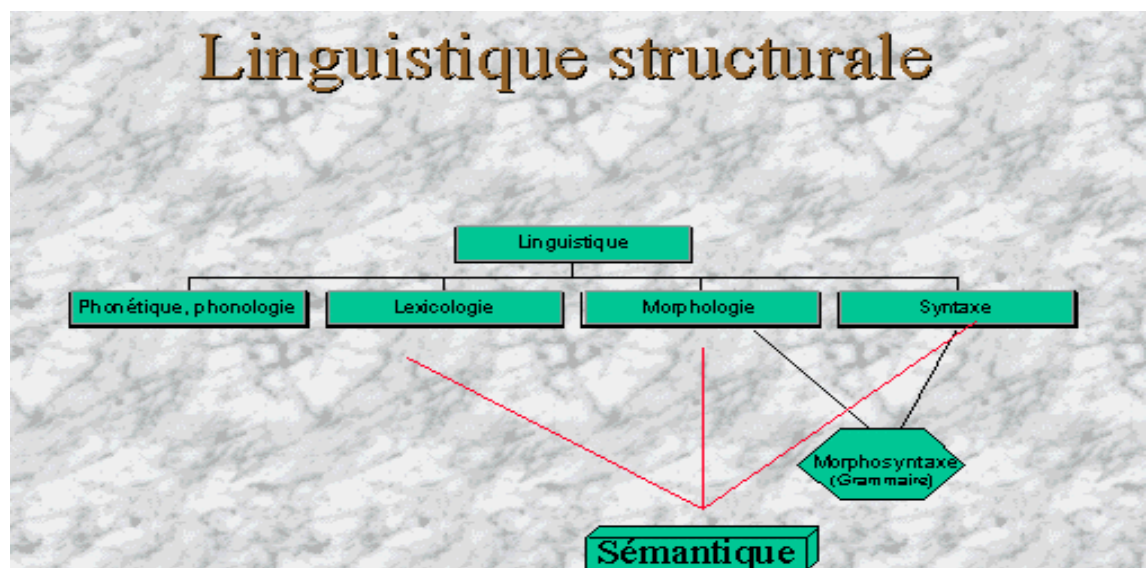 Linguistique structurale
Linguistique
Phonétique, phonologie
Lexicologie
Morphologie
Syntaxe
Morphosyntaxe
(Grammaire)
Sémantique